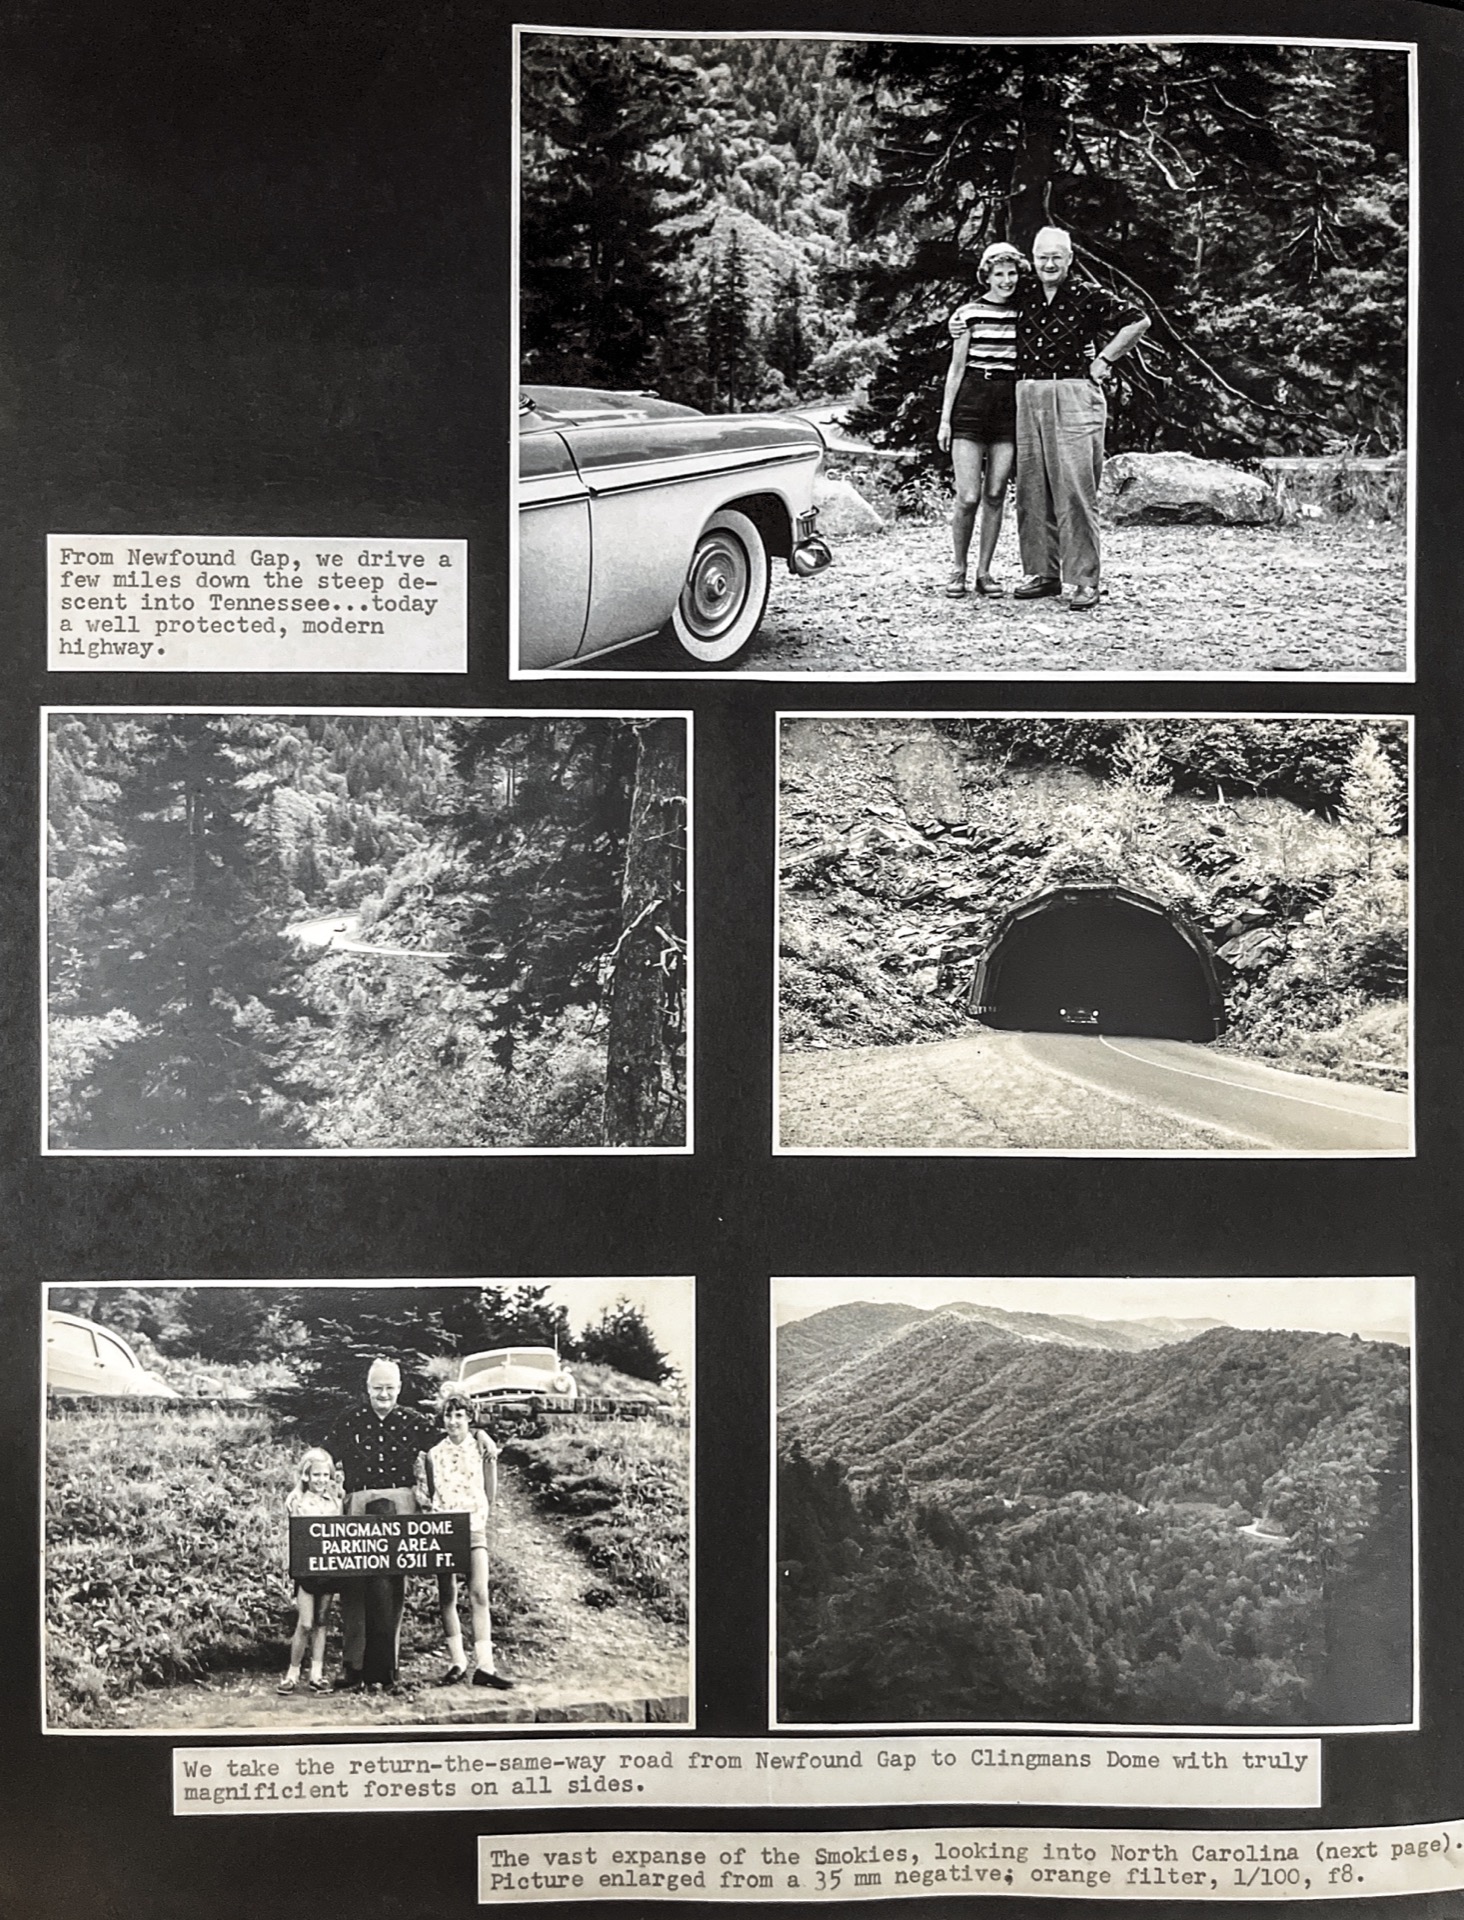 From Newfound Gap, we drive a
few miles down the steep de-
scent into Tennessee...today
a well protected, modern
highway.
CLINGMANS DOME
PARKING AREA
ELEVATION 6311 FT.
We take the return-the-same-way road from Newfound Gap to Clingmans Dome with truly
magnificient forests on all sides.
The vast expanse of the Smokies, looking into North Carolina (next page).
Picture enlarged from a 35 mm negative; orange filter, 1/100, f8.